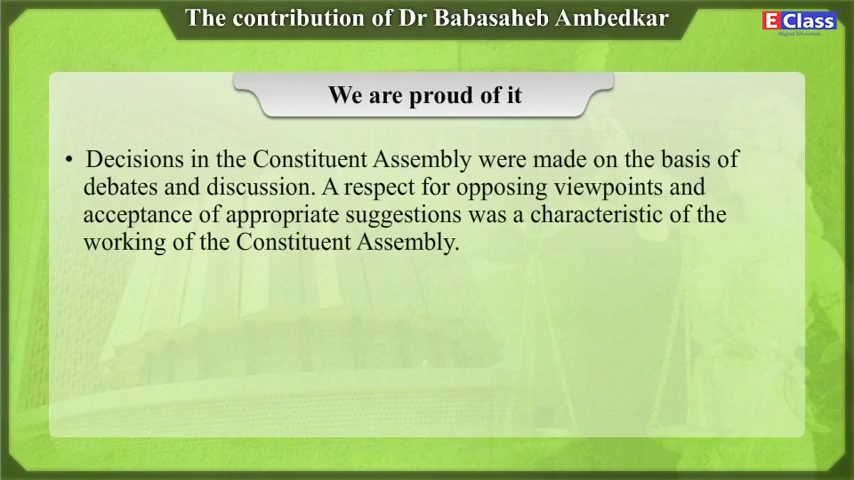 The contribution of Dr Babasaheb Ambedkar
E Class
Digital Education
We are proud of it
• Decisions in the Constituent Assembly were made on the basis of
debates and discussion. A respect for opposing viewpoints and
acceptance of appropriate suggestions was a characteristic of the
working of the Constituent Assembly.